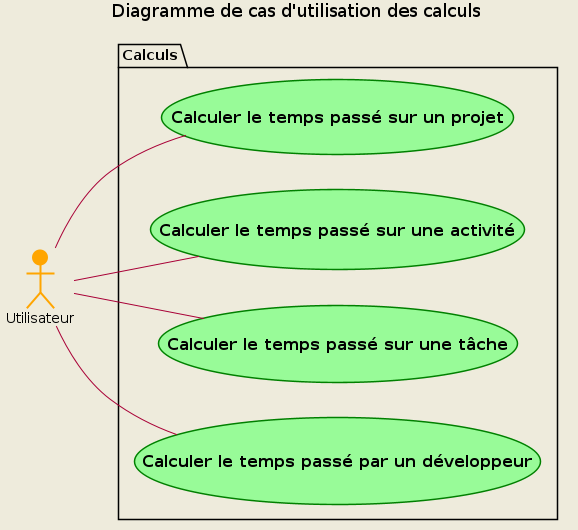 Diagramme de cas d'utilisation des calculs
Calculs
Calculer le temps passé sur un projet
Calculer le temps passé sur une activité
Utilisateur
Calculer le temps passé sur une tâche
Calculer le temps passé par un développeur